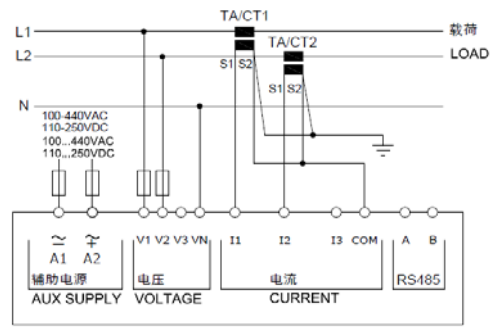 TA/CT1
L1
载荷
TA/CT2
L2
LOAD
S1 S2
S1 S2
N
100-440VAC
110-250VDC
100...440VAC
110...250VDC
V1 V2 V3 VN I1 I2 I3 COM A B
A1 A2
辅助电源 电压 电流 RS485
AUX SUPPLY VOLTAGE CURRENT